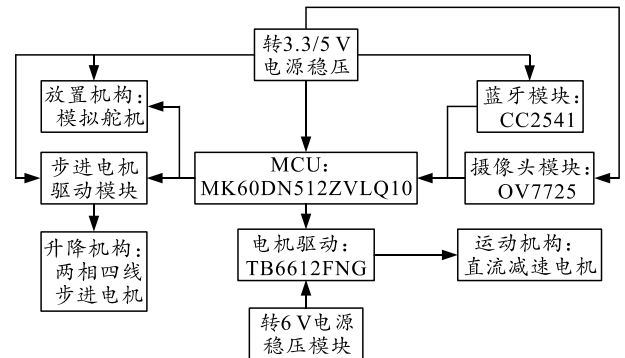 转3.3/5 V
电源稳压
放置机构：
模拟舵机
蓝牙模块：
CC2541
步进电机
驱动模块
MCU：
MK60DN512ZVLQ10
摄像头模块：
OV7725
升降机构：
两相四线
步进电机
电机驱动：
TB6612FNG
运动机构：
直流减速电机
转6 V电源
稳压模块